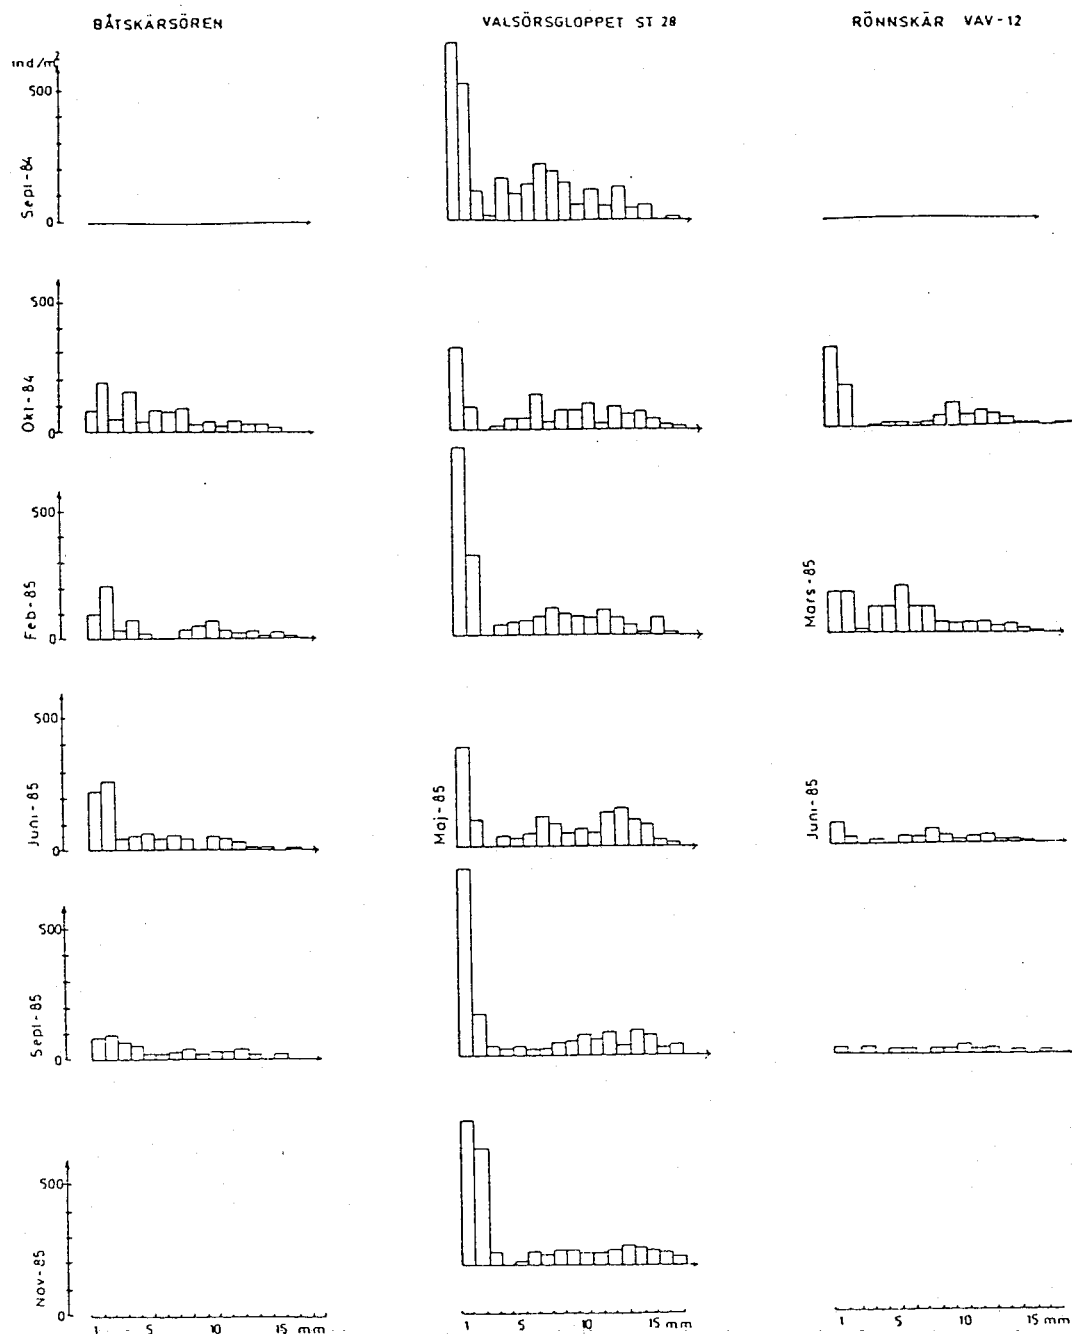 BÅTSKÄRSÖREN VALSÖRSGLOPPET ST 28 RÖNNSKÄR VAV-12
ind/m²
500
Sept-84
0
500
Okt-84
0
500
Feb-85
0
Mars-85
500
Juni-85
0
Maj-85
Juni-85
500
Sept-85
0
500
Nov-85
0
1 5 10 15 mm
1 5 10 15 mm
1 5 10 15 mm